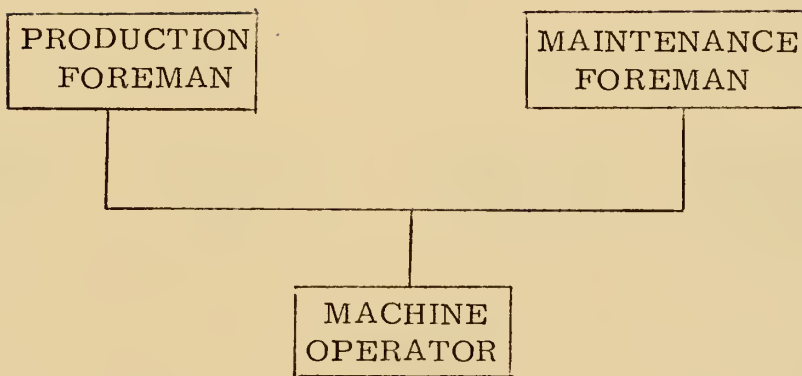 PRODUCTION
FOREMAN
MAINTENANCE
FOREMAN
MACHINE
OPERATOR